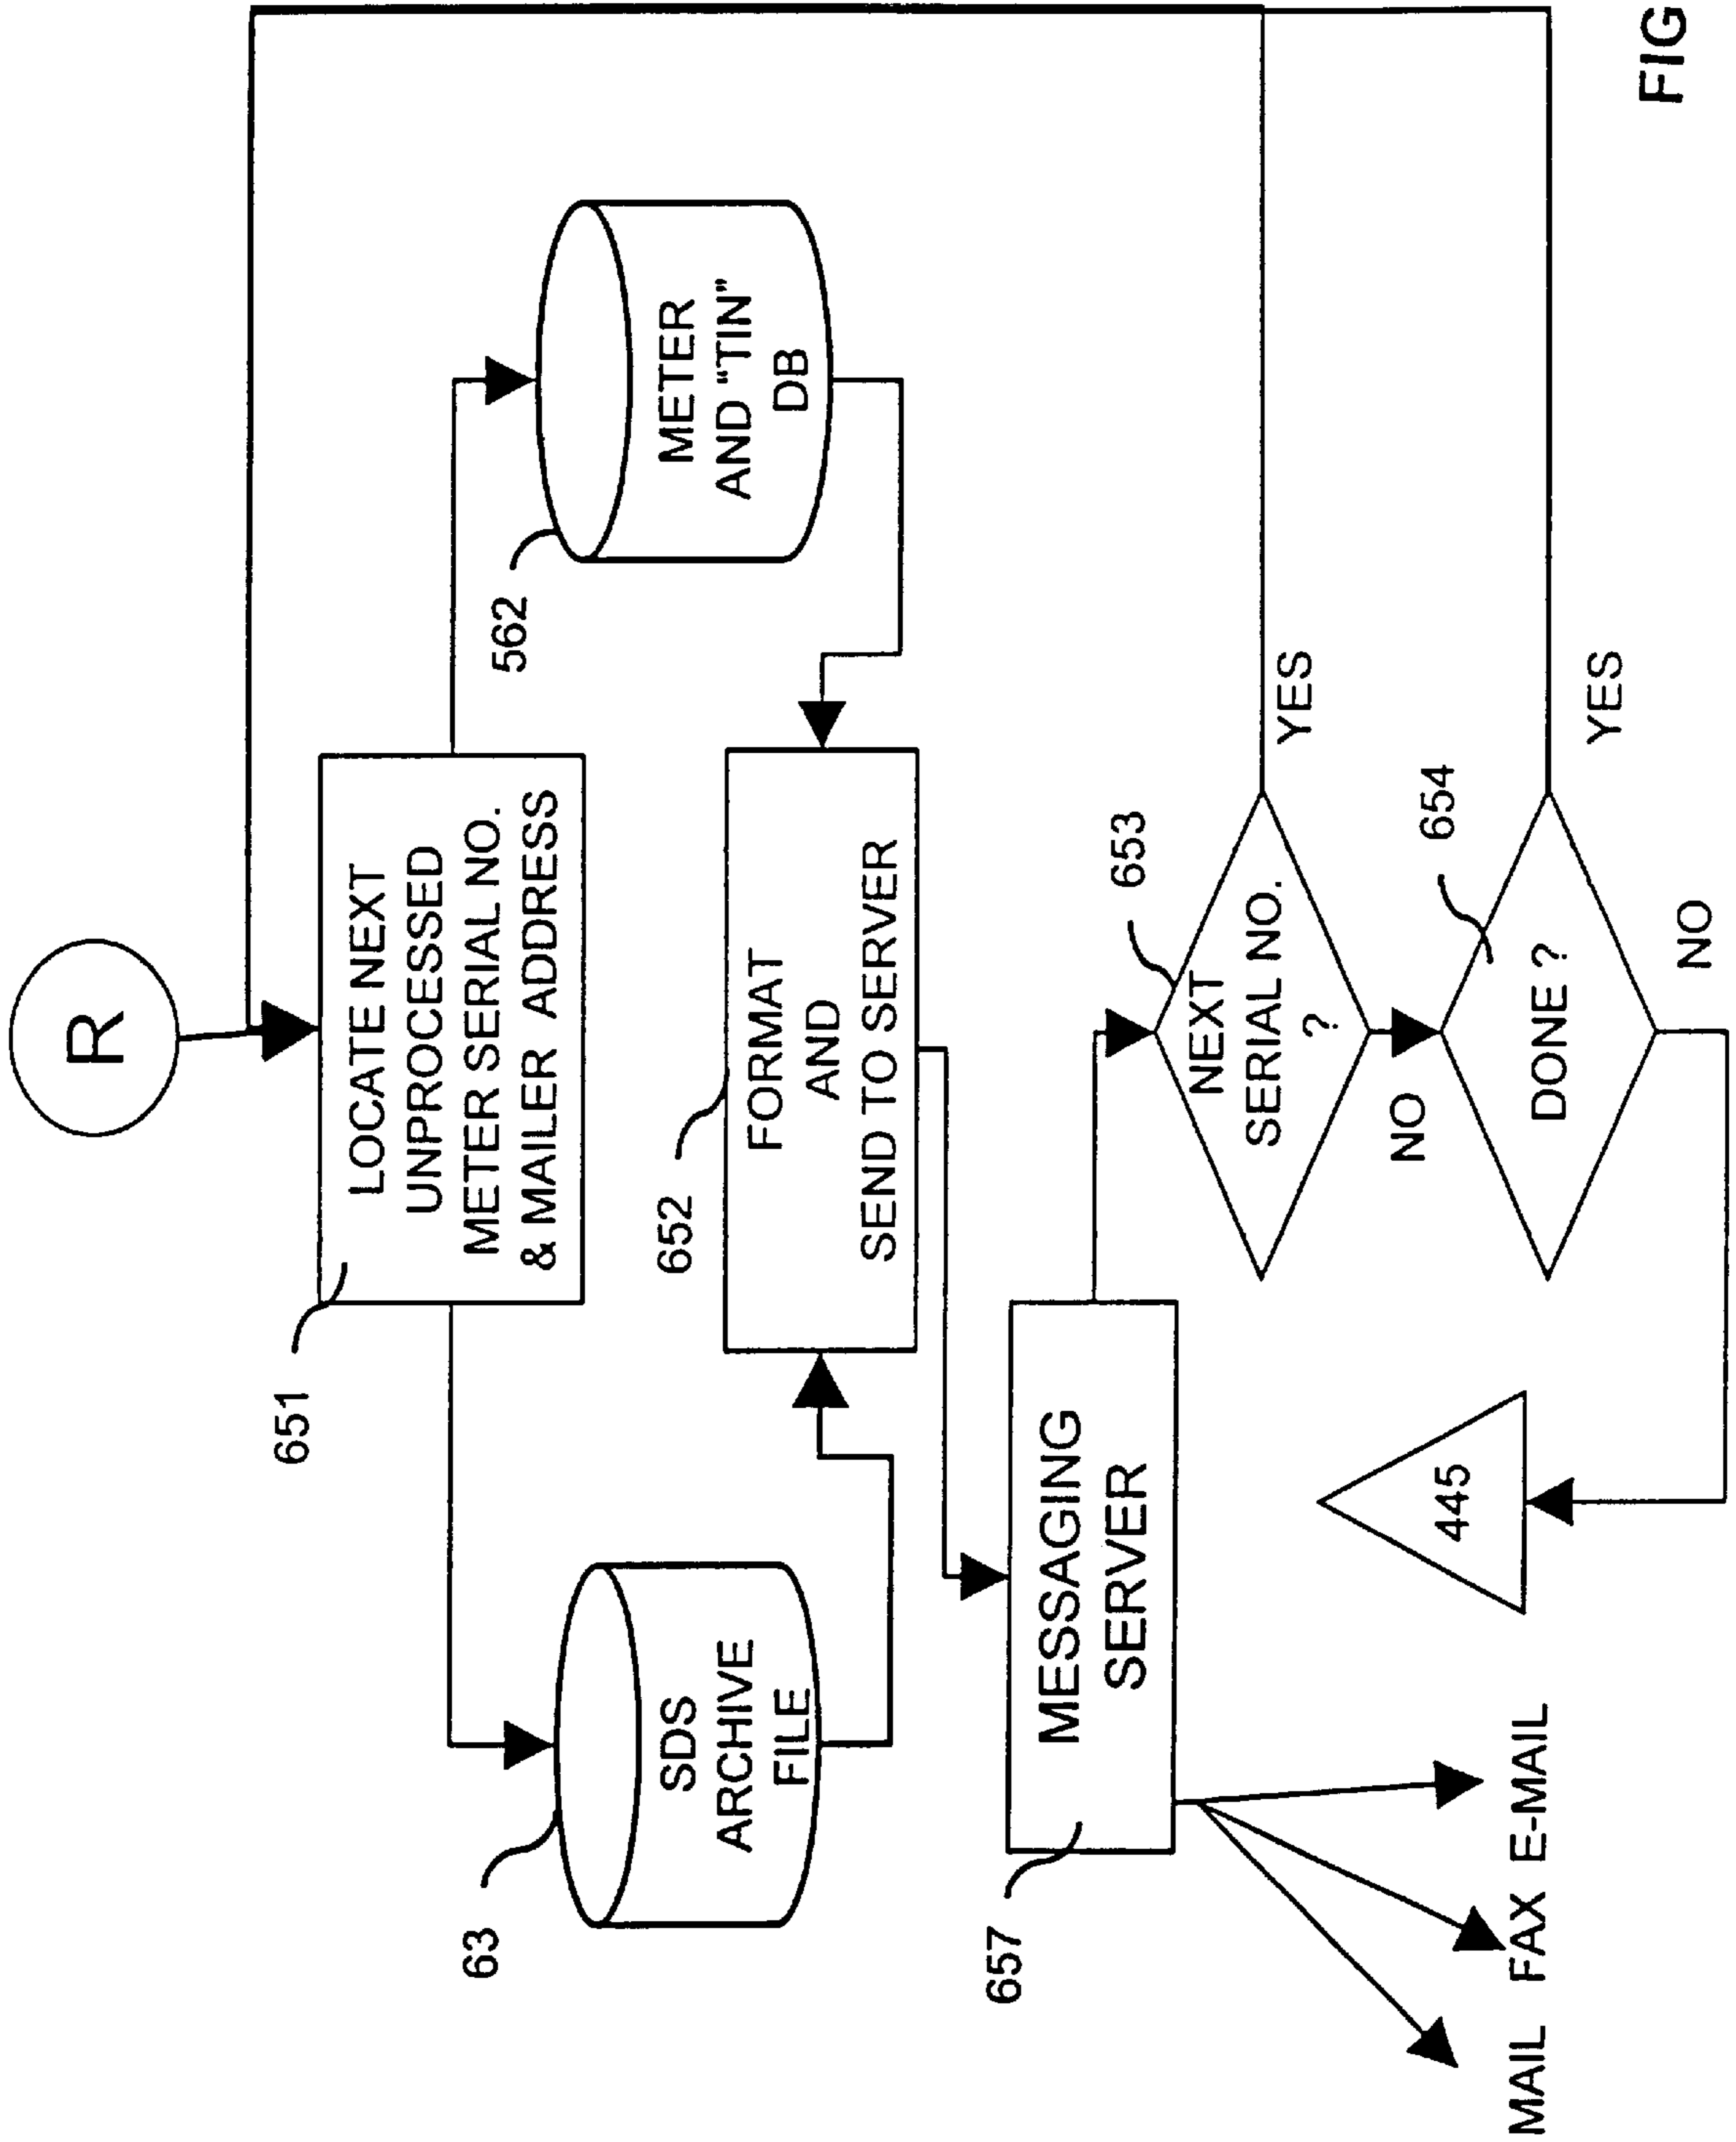 R
651
LOCATE NEXT
UNPROCESSED
METER SERIAL NO.
& MAILER ADDRESS
63
SDS
ARCHIVE
FILE
562
METER
AND "TIN"
DB
652
FORMAT
AND
SEND TO SERVER
657
MESSAGING
SERVER
653
NEXT
SERIAL NO.
?
YES
NO
654
DONE ?
YES
NO
445
MAIL FAX E-MAIL
FIG